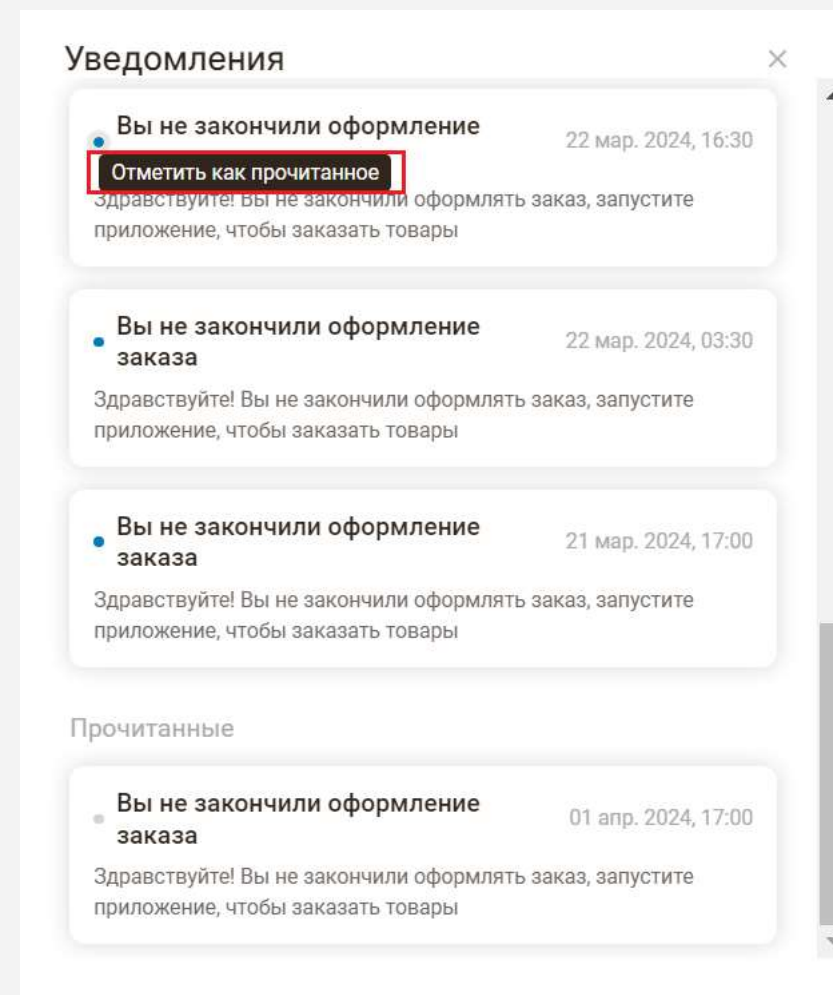 Уведомления
Вы не закончили оформление
22 мар. 2024, 16:30
Отметить как прочитанное
Здравствуйте! Вы не закончили оформлять заказ, запустите
приложение, чтобы заказать товары
Вы не закончили оформление
заказа
22 мар. 2024, 03:30
Здравствуйте! Вы не закончили оформлять заказ, запустите
приложение, чтобы заказать товары
Вы не закончили оформление
заказа
21 мар. 2024, 17:00
Здравствуйте! Вы не закончили оформлять заказ, запустите
приложение, чтобы заказать товары
Прочитанные
Вы не закончили оформление
заказа
01 апр. 2024, 17:00
Здравствуйте! Вы не закончили оформлять заказ, запустите
приложение, чтобы заказать товары